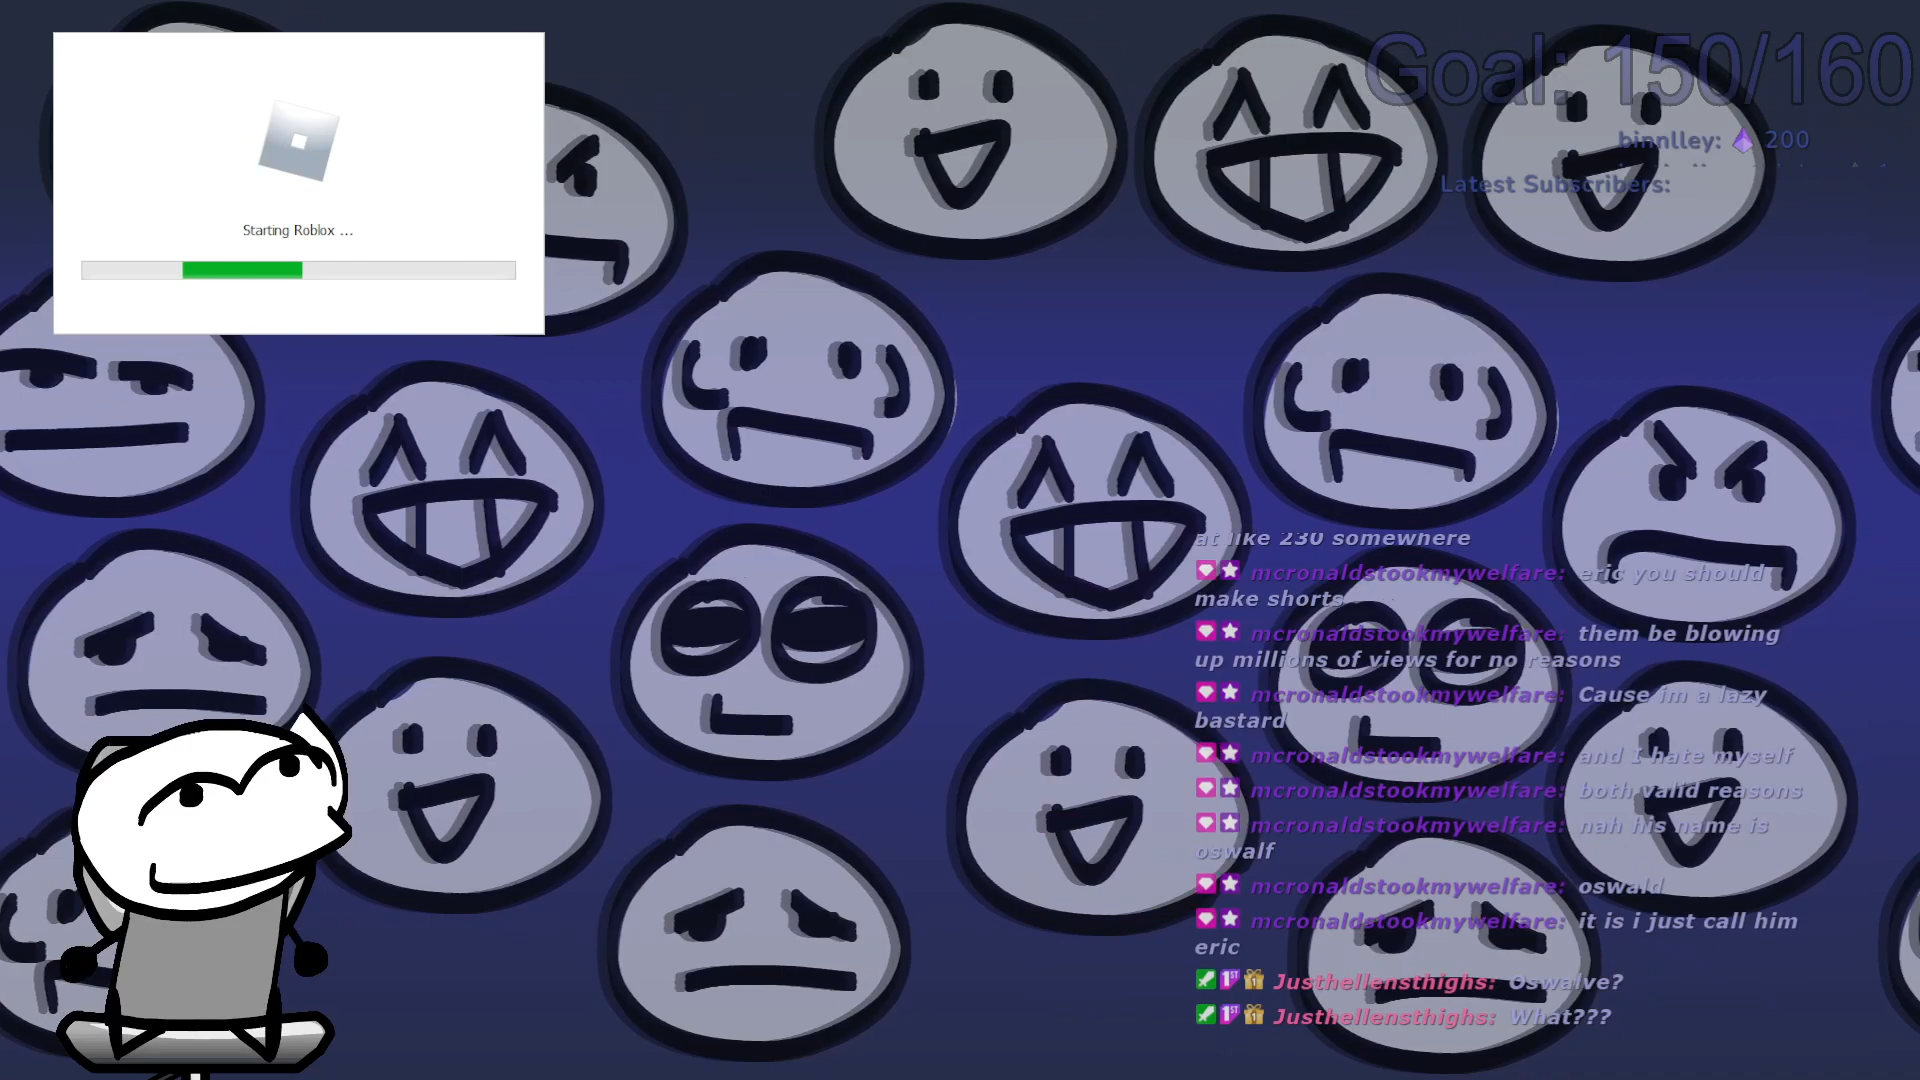 Starting Roblox ...
Goal: 150/160
binnlley: 200
Latest Subscribers:
at like 230 somewhere
mcronaldstookmywelfare: eric you should
make shorts
mcronaldstookmywelfare: them be blowing
up millions of views for no reasons
mcronaldstookmywelfare: Cause im a lazy
bastard
mcronaldstookmywelfare: and I hate myself
mcronaldstookmywelfare: both valid reasons
mcronaldstookmywelfare: nah his name is
oswalf
mcronaldstookmywelfare: oswald
mcronaldstookmywelfare: it is i just call him
eric
Justhellensthighs: Oswalve?
Justhellensthighs: What???